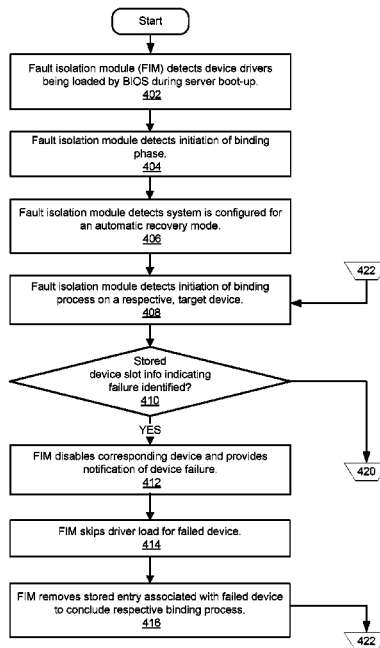 Start
Fault isolation module (FIM) detects device drivers
being loaded by BIOS during server boot-up.
402
Fault isolation module detects initiation of binding
phase.
404
Fault isolation module detects system is configured for
an automatic recovery mode.
406
422
Fault isolation module detects initiation of binding
process on a respective, target device.
408
Stored
device slot info indicating
failure identified?
410
YES
FIM disables corresponding device and provides
notification of device failure.
412
420
FIM skips driver load for failed device.
414
FIM removes stored entry associated with failed device
to conclude respective binding process.
416
422